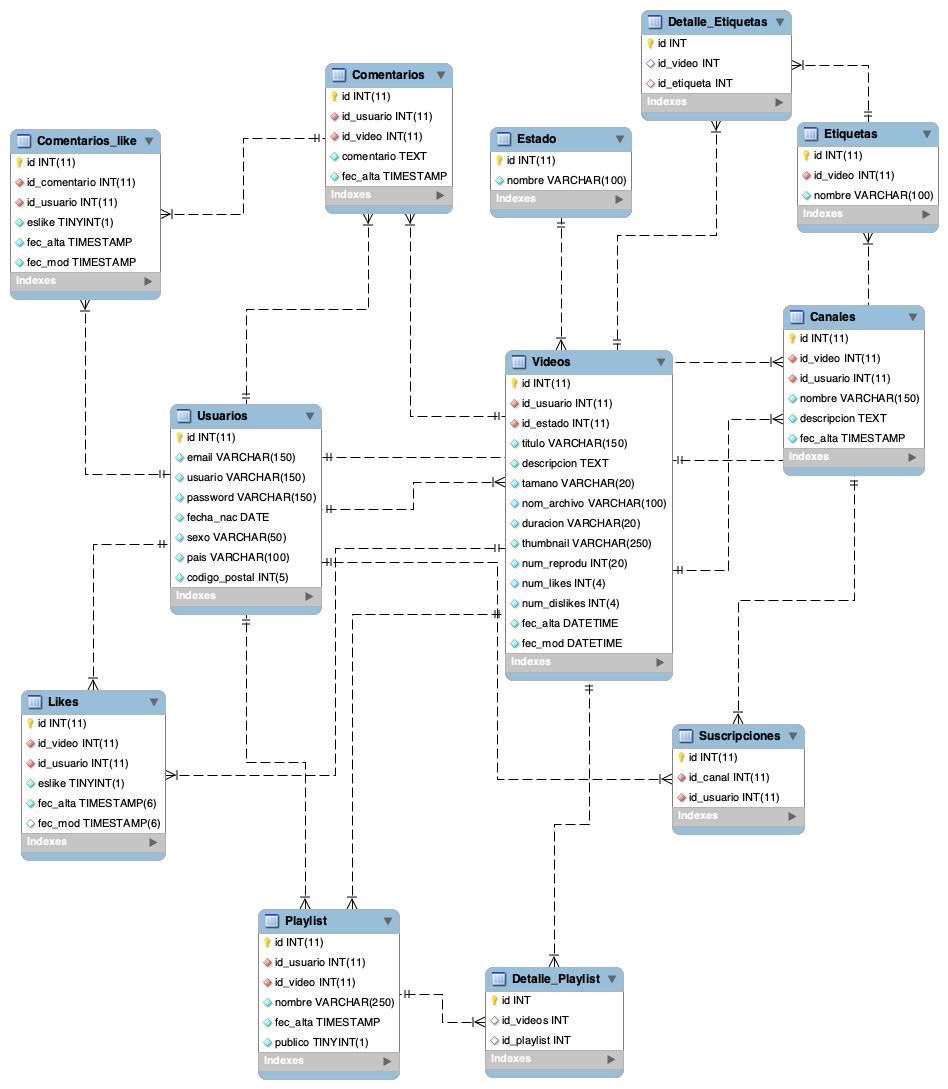 Detalle_Etiquetas
id INT
id_video INT
id_etiqueta INT
Indexes
Comentarios
id INT(11)
id_usuario INT(11)
id_video INT(11)
comentario TEXT
fec_alta TIMESTAMP
Indexes
Estado
id INT(11)
nombre VARCHAR(100)
Indexes
Etiquetas
id INT(11)
id_video INT(11)
nombre VARCHAR(100)
Indexes
Comentarios_like
id INT(11)
id_comentario INT(11)
id_usuario INT(11)
eslike TINYINT(1)
fec_alta TIMESTAMP
fec_mod TIMESTAMP
Indexes
Canales
id INT(11)
id_video INT(11)
id_usuario INT(11)
nombre VARCHAR(150)
descripcion TEXT
fec_alta TIMESTAMP
Indexes
Videos
id INT(11)
id_usuario INT(11)
id_estado INT(11)
titulo VARCHAR(150)
descripcion TEXT
tamano VARCHAR(20)
nom_archivo VARCHAR(100)
duracion VARCHAR(20)
thumbnail VARCHAR(250)
num_reprodu INT(20)
num_likes INT(4)
num_dislikes INT(4)
fec_alta DATETIME
fec_mod DATETIME
Indexes
Usuarios
id INT(11)
email VARCHAR(150)
usuario VARCHAR(150)
password VARCHAR(150)
fecha_nac DATE
sexo VARCHAR(50)
pais VARCHAR(100)
codigo_postal INT(5)
Indexes
Likes
id INT(11)
id_video INT(11)
id_usuario INT(11)
eslike TINYINT(1)
fec_alta TIMESTAMP(6)
fec_mod TIMESTAMP(6)
Indexes
Suscripciones
id INT(11)
id_canal INT(11)
id_usuario INT(11)
Indexes
Playlist
id INT(11)
id_usuario INT(11)
id_video INT(11)
nombre VARCHAR(250)
fec_alta TIMESTAMP
publico TINYINT(1)
Indexes
Detalle_Playlist
id INT
id_videos INT
id_playlist INT
Indexes